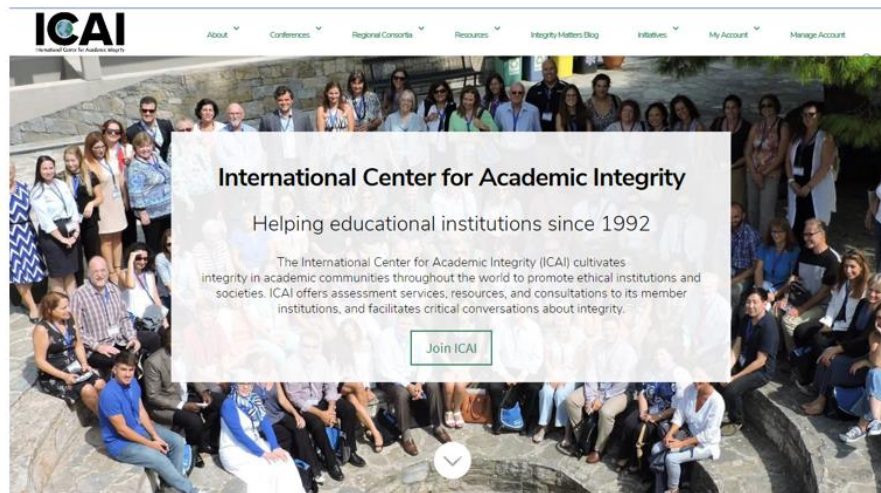 ICAI
International Center for Academic Integrity
About
Conferences
Regional Consortia
Resources
Integrity Matters Blog
Initiatives
My Account
Manage Account
International Center for Academic Integrity
Helping educational institutions since 1992
The International Center for Academic Integrity (ICAI) cultivates
integrity in academic communities throughout the world to promote ethical institutions and
societies. ICAI offers assessment services, resources, and consultations to its member
institutions, and facilitates critical conversations about integrity.
Join ICAI